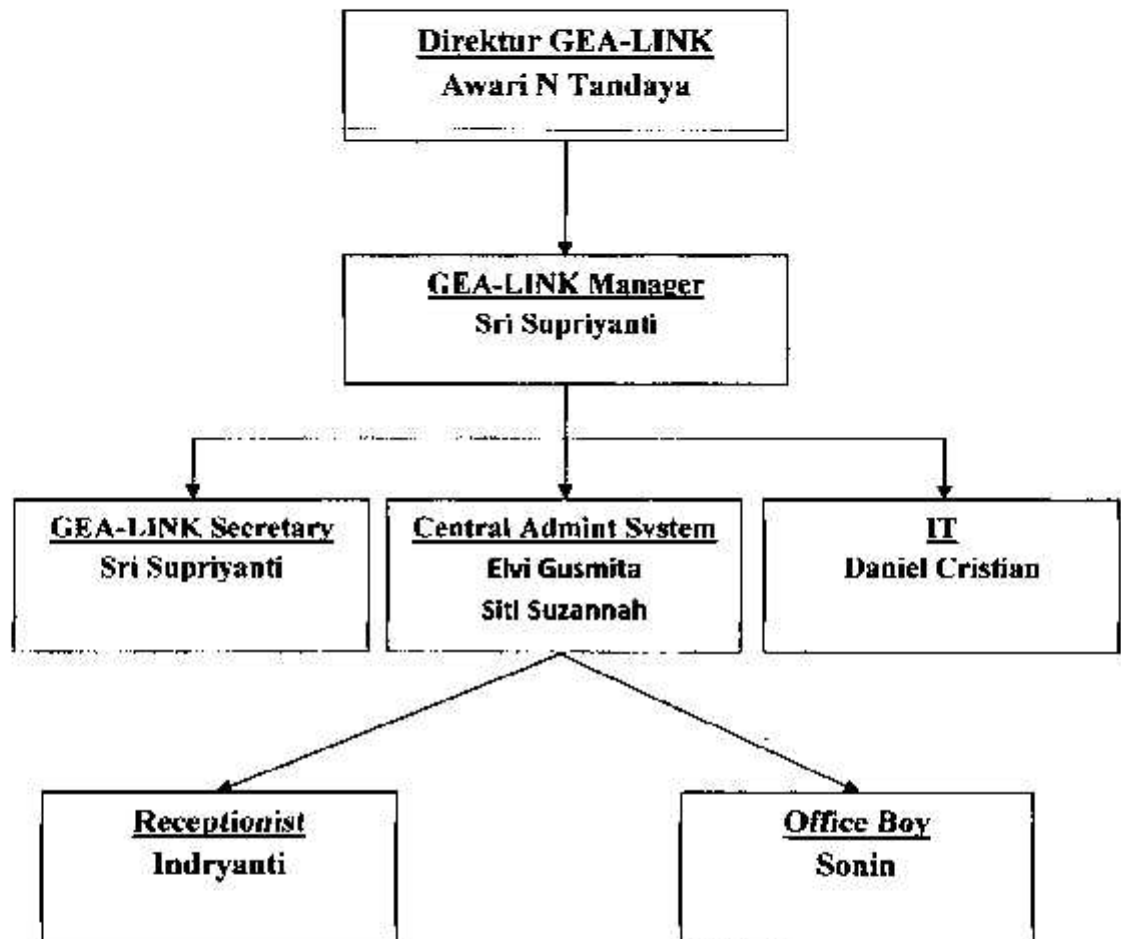 Direktur GEA-LINK
Awari N Tandaya
GEA-LINK Manager
Sri Supriyanti
GEA-LINK Secretary
Sri Supriyanti
Central Admint System
Elvi Gusmita
Siti Suzannah
IT
Daniel Cristian
Receptionist
Indryanti
Office Boy
Sonin